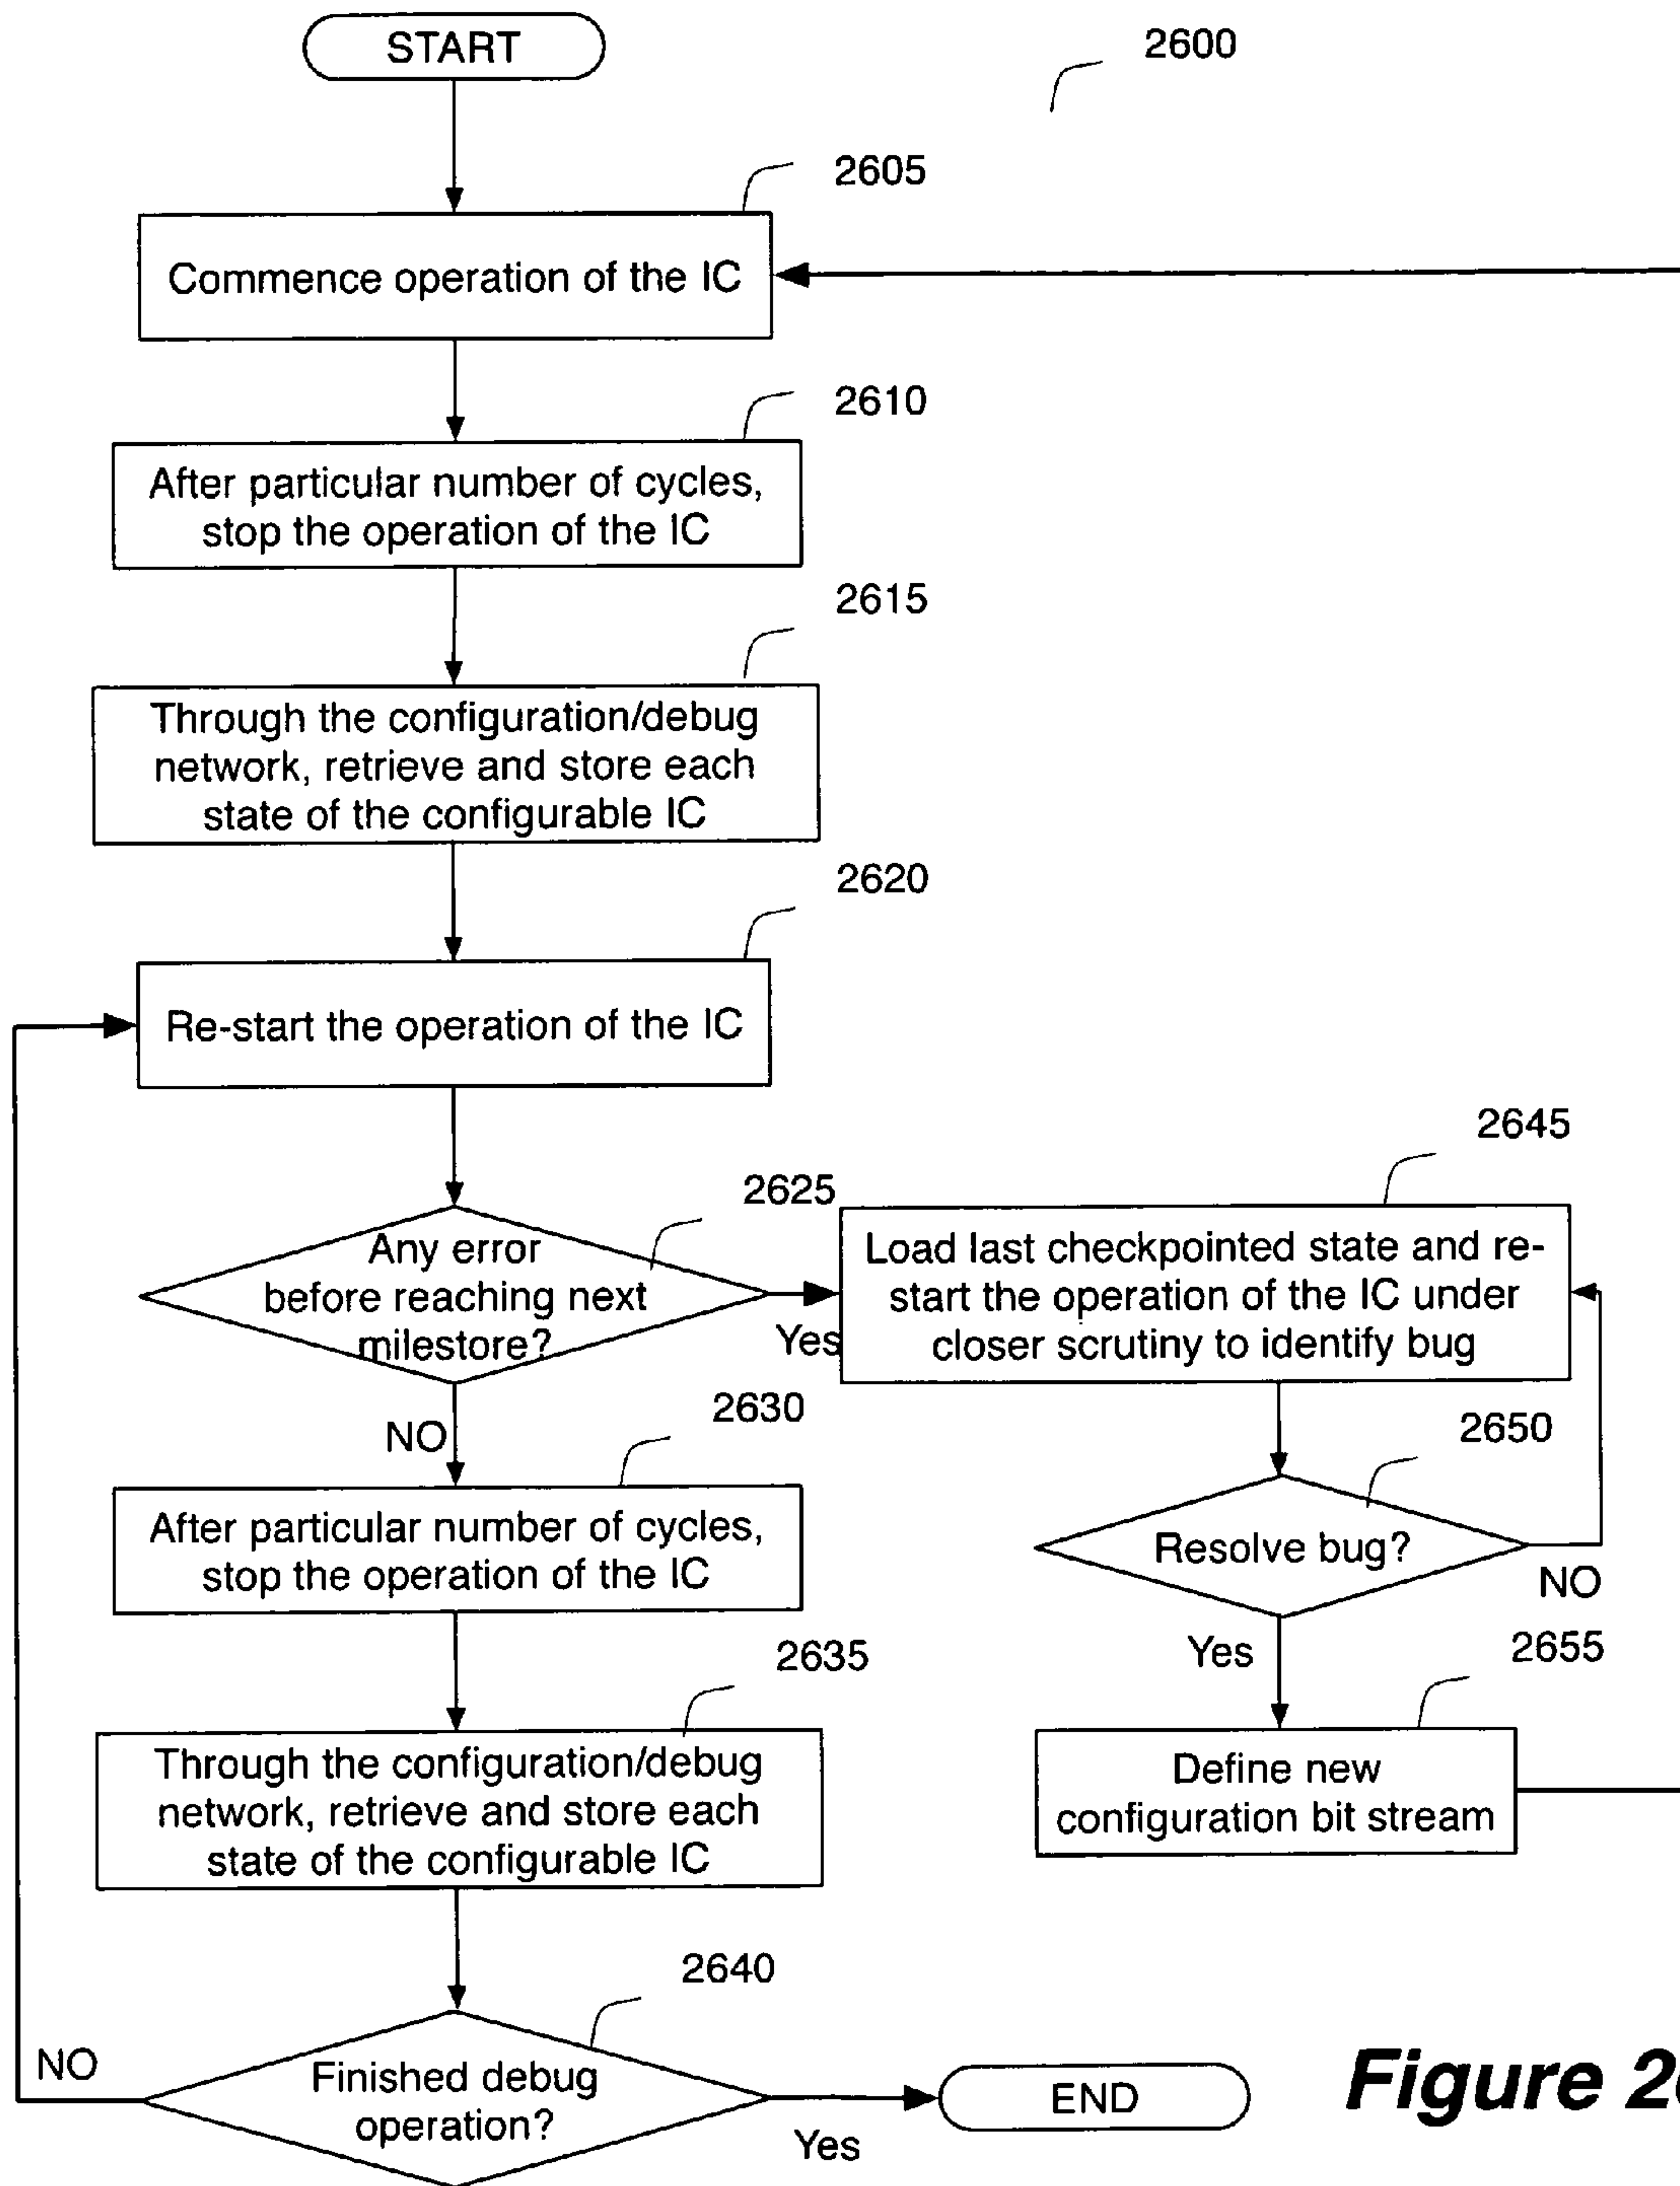 START
2600
2605
Commence operation of the IC
2610
After particular number of cycles,
stop the operation of the IC
2615
Through the configuration/debug
network, retrieve and store each
state of the configurable IC
2620
Re-start the operation of the IC
2625
Any error
before reaching next
milestore?
Yes
NO
2645
Load last checkpointed state and re-
start the operation of the IC under
closer scrutiny to identify bug
2650
Resolve bug?
NO
Yes
2655
Define new
configuration bit stream
2630
After particular number of cycles,
stop the operation of the IC
2635
Through the configuration/debug
network, retrieve and store each
state of the configurable IC
2640
Finished debug
operation?
NO
Yes
END
Figure